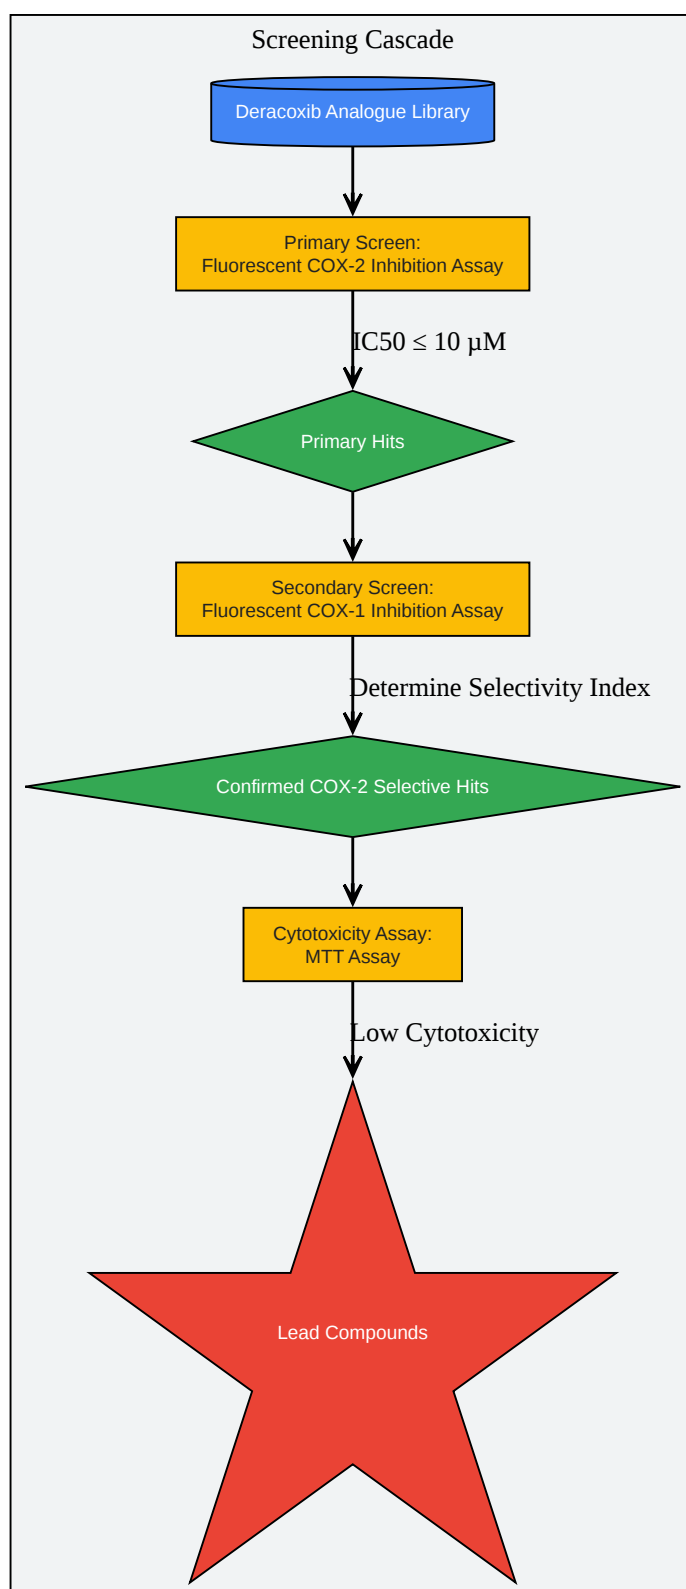 Screening Cascade
Deracoxib Analogue Library
Primary Screen:
Fluorescent COX-2 Inhibition Assay
IC50 ≤ 10 µM
Primary Hits
Secondary Screen:
Fluorescent COX-1 Inhibition Assay
Determine Selectivity Index
Confirmed COX-2 Selective Hits
Cytotoxicity Assay:
MTT Assay
Low Cytotoxicity
Lead Compounds